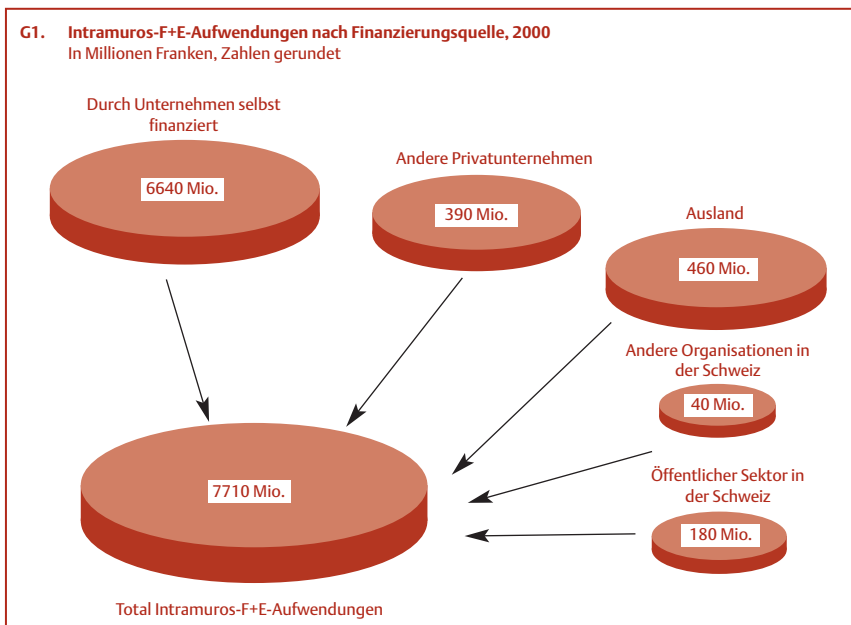 G1. Intramuros-F+E-Aufwendungen nach Finanzierungsquelle, 2000
In Millionen Franken, Zahlen gerundet
Durch Unternehmen selbst
finanziert
6640 Mio.
Andere Privatunternehmen
390 Mio.
Ausland
460 Mio.
Andere Organisationen in
der Schweiz
40 Mio.
7710 Mio.
Öffentlicher Sektor in
der Schweiz
180 Mio.
Total Intramuros-F+E-Aufwendungen